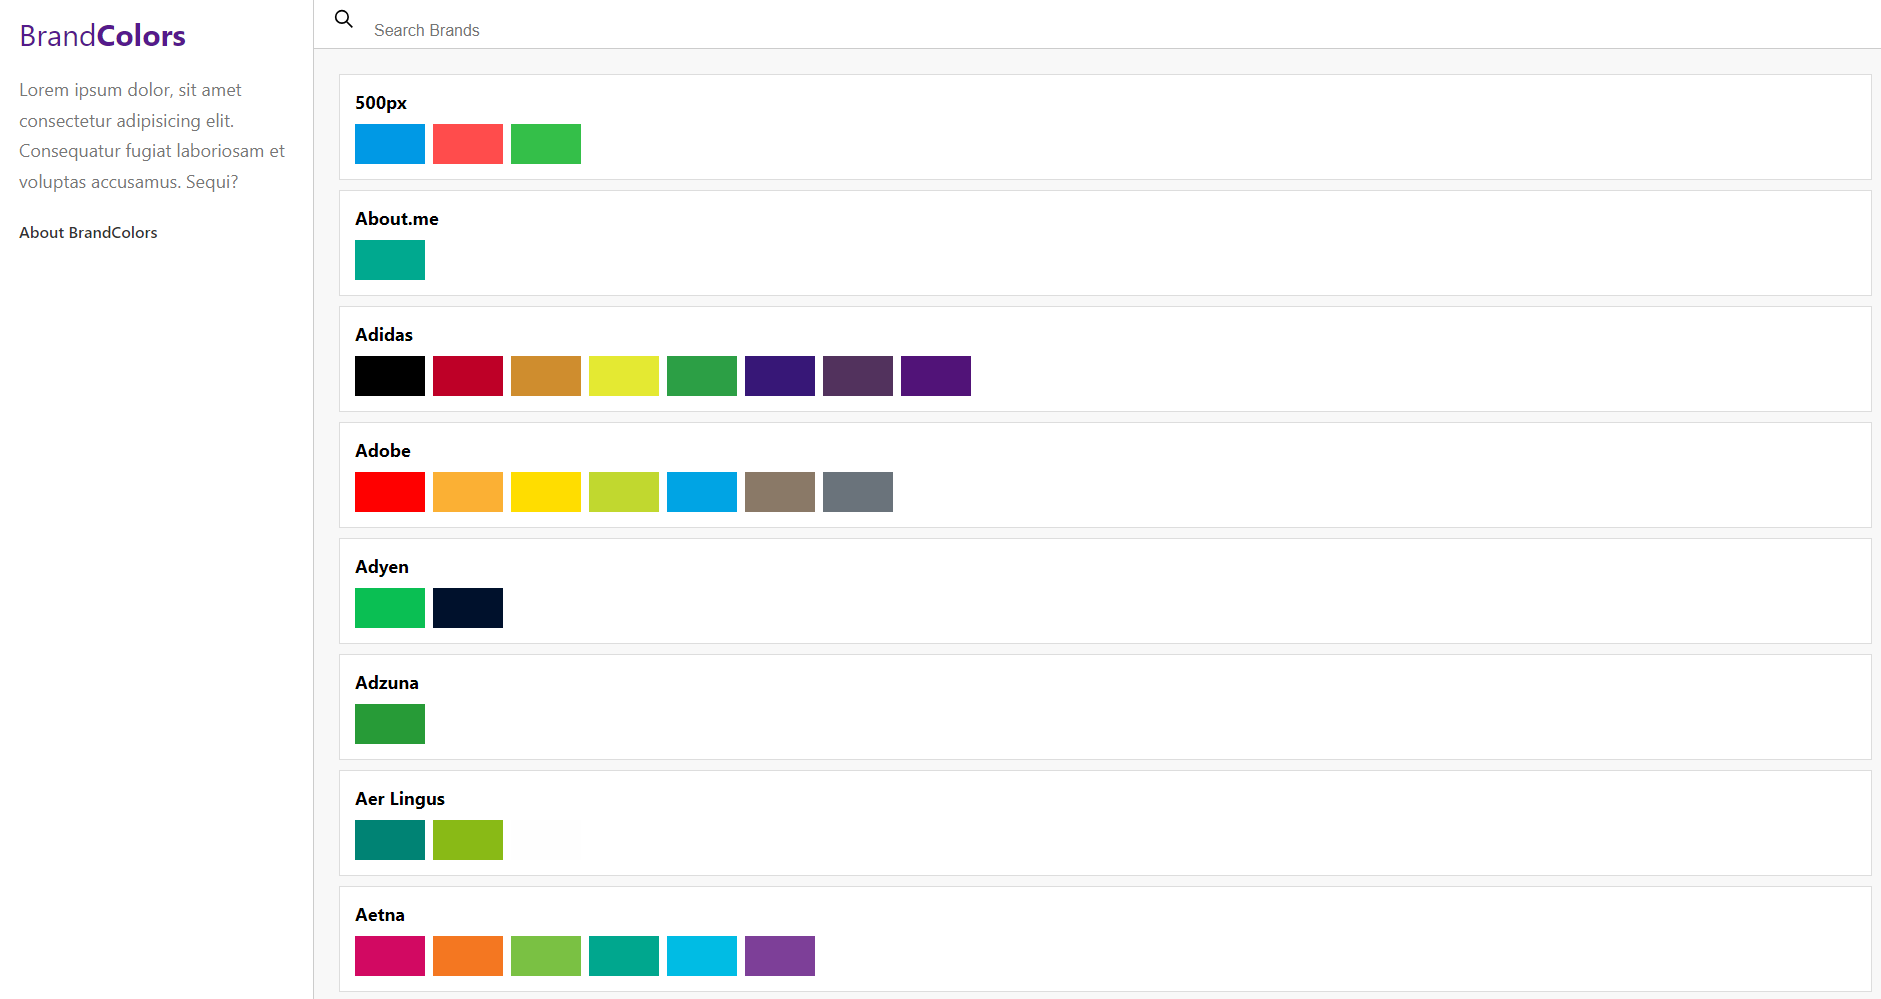 BrandColors
Lorem ipsum dolor, sit amet
consectetur adipisicing elit.
Consequatur fugiat laboriosam et
voluptas accusamus. Sequi?
About BrandColors
Search Brands
500px
About.me
Adidas
Adobe
Adyen
Adzuna
Aer Lingus
Aetna